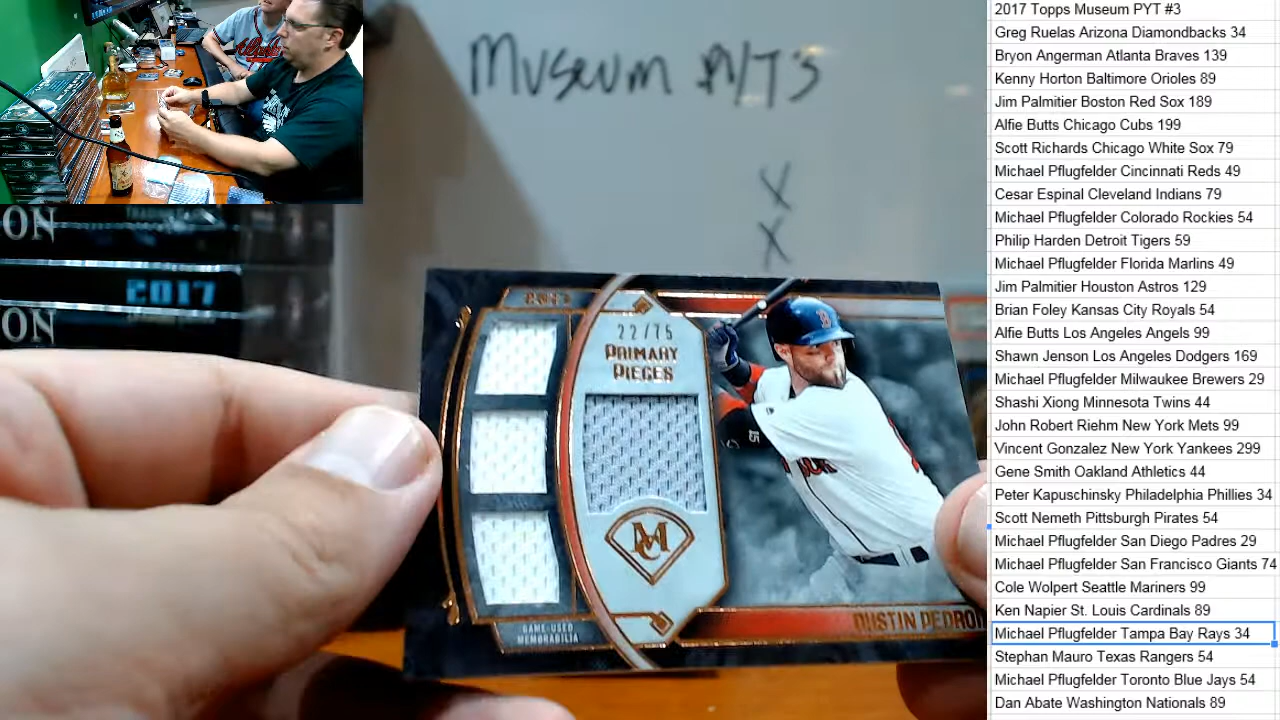 Museum PYT'S
X
X
ON
2017
ON
22/75
PRIMARY
PIECES
15
GAME-USED
MEMORABILIA
2017 Topps Museum PYT #3
Greg Ruelas Arizona Diamondbacks 34
Bryon Angerman Atlanta Braves 139
Kenny Horton Baltimore Orioles 89
Jim Palmitier Boston Red Sox 189
Alfie Butts Chicago Cubs 199
Scott Richards Chicago White Sox 79
Michael Pflugfelder Cincinnati Reds 49
Cesar Espinal Cleveland Indians 79
Michael Pflugfelder Colorado Rockies 54
Philip Harden Detroit Tigers 59
Michael Pflugfelder Florida Marlins 49
Jim Palmitier Houston Astros 129
Brian Foley Kansas City Royals 54
Alfie Butts Los Angeles Angels 99
Shawn Jenson Los Angeles Dodgers 169
Michael Pflugfelder Milwaukee Brewers 29
Shashi Xiong Minnesota Twins 44
John Robert Riehm New York Mets 99
Vincent Gonzalez New York Yankees 299
Gene Smith Oakland Athletics 44
Peter Kapuschinsky Philadelphia Phillies 34
Scott Nemeth Pittsburgh Pirates 54
Michael Pflugfelder San Diego Padres 29
Michael Pflugfelder San Francisco Giants 74
Cole Wolpert Seattle Mariners 99
Ken Napier St. Louis Cardinals 89
Michael Pflugfelder Tampa Bay Rays 34
Stephan Mauro Texas Rangers 54
Michael Pflugfelder Toronto Blue Jays 54
Dan Abate Washington Nationals 89
DUSTIN PEDRO